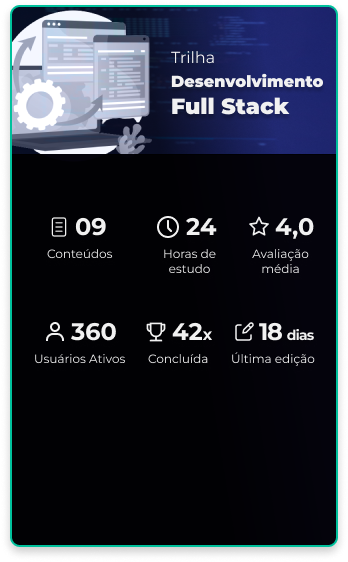 Trilha
Desenvolvimento
Full Stack
09
Conteúdos
24
Horas de
estudo
4,0
Avaliação
média
360
Usuários Ativos
42x
Concluída
18 dias
Última edição